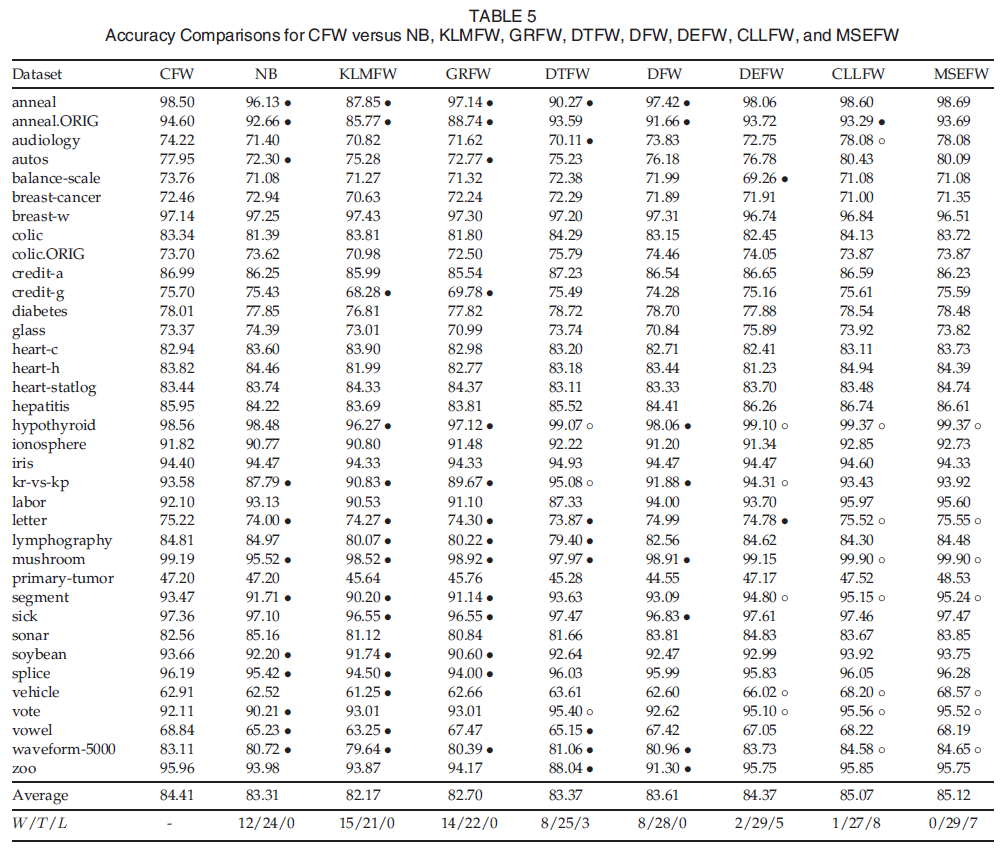 TABLE 5
Accuracy Comparisons for CFW versus NB, KLMFW, GRFW, DTFW, DFW, DEFW, CLLFW, and MSEFW
Dataset CFW NB KLMFW GRFW DTFW DFW DEFW CLLFW MSEFW
anneal 98.50 96.13 ● 87.85 ● 97.14 ● 90.27 ● 97.42 ● 98.06 98.60 98.69
anneal.ORIG 94.60 92.66 ● 85.77 ● 88.74 ● 93.59 91.66 ● 93.72 93.29 ● 93.69
audiology 74.22 71.40 70.82 71.62 70.11 ● 73.83 72.75 78.08 ○ 78.08
autos 77.95 72.30 ● 75.28 72.77 ● 75.23 76.18 76.78 80.43 80.09
balance-scale 73.76 71.08 71.27 71.32 72.38 71.99 69.26 ● 71.08 71.08
breast-cancer 72.46 72.94 70.63 72.24 72.29 71.89 71.91 71.00 71.35
breast-w 97.14 97.25 97.43 97.30 97.20 97.31 96.74 96.84 96.51
colic 83.34 81.39 83.81 81.80 84.29 83.15 82.45 84.13 83.72
colic.ORIG 73.70 73.62 70.98 72.50 75.79 74.46 74.05 73.87 73.87
credit-a 86.99 86.25 85.99 85.54 87.23 86.54 86.65 86.59 86.23
credit-g 75.70 75.43 68.28 ● 69.78 ● 75.49 74.28 75.16 75.61 75.59
diabetes 78.01 77.85 76.81 77.82 78.72 78.70 77.88 78.54 78.48
glass 73.37 74.39 73.01 70.99 73.74 70.84 75.89 73.92 73.82
heart-c 82.94 83.60 83.90 82.98 83.20 82.71 82.41 83.11 83.73
heart-h 83.82 84.46 81.99 82.77 83.18 83.44 81.23 84.94 84.39
heart-statlog 83.44 83.74 84.33 84.37 83.11 83.33 83.70 83.48 84.74
hepatitis 85.95 84.22 83.69 83.81 85.52 84.41 86.26 86.74 86.61
hypothyroid 98.56 98.48 96.27 ● 97.12 ● 99.07 ○ 98.06 ● 99.10 ○ 99.37 ○ 99.37 ○
ionosphere 91.82 90.77 90.80 91.48 92.22 91.20 91.34 92.85 92.73
iris 94.40 94.47 94.33 94.33 94.93 94.47 94.47 94.60 94.33
kr-vs-kp 93.58 87.79 ● 90.83 ● 89.67 ● 95.08 ○ 91.88 ● 94.31 ○ 93.43 93.92
labor 92.10 93.13 90.53 91.10 87.33 94.00 93.70 95.97 95.60
letter 75.22 74.00 ● 74.27 ● 74.30 ● 73.87 ● 74.99 74.78 ● 75.52 ○ 75.55 ○
lymphography 84.81 84.97 80.07 ● 80.22 ● 79.40 ● 82.56 84.62 84.30 84.48
mushroom 99.19 95.52 ● 98.52 ● 98.92 ● 97.97 ● 98.91 ● 99.15 99.90 ○ 99.90 ○
primary-tumor 47.20 47.20 45.64 45.76 45.28 44.55 47.17 47.52 48.53
segment 93.47 91.71 ● 90.20 ● 91.14 ● 93.63 93.09 94.80 ○ 95.15 ○ 95.24 ○
sick 97.36 97.10 96.55 ● 96.55 ● 97.47 96.83 ● 97.61 97.46 97.47
sonar 82.56 85.16 81.12 80.84 81.66 83.81 84.83 83.67 83.85
soybean 93.66 92.20 ● 91.74 ● 90.60 ● 92.64 92.47 92.99 93.92 93.75
splice 96.19 95.42 ● 94.50 ● 94.00 ● 96.03 95.99 95.83 96.05 96.28
vehicle 62.91 62.52 61.25 ● 62.66 63.61 62.60 66.02 ○ 68.20 ○ 68.57 ○
vote 92.11 90.21 ● 93.01 93.01 95.40 ○ 92.62 95.10 ○ 95.56 ○ 95.52 ○
vowel 68.84 65.23 ● 63.25 ● 67.47 65.15 ● 67.42 67.05 68.22 68.19
waveform-5000 83.11 80.72 ● 79.64 ● 80.39 ● 81.06 ● 80.96 ● 83.73 84.58 ○ 84.65 ○
zoo 95.96 93.98 93.87 94.17 88.04 ● 91.30 ● 95.75 95.85 95.75
Average 84.41 83.31 82.17 82.70 83.37 83.61 84.37 85.07 85.12
W/T/L - 12/24/0 15/21/0 14/22/0 8/25/3 8/28/0 2/29/5 1/27/8 0/29/7